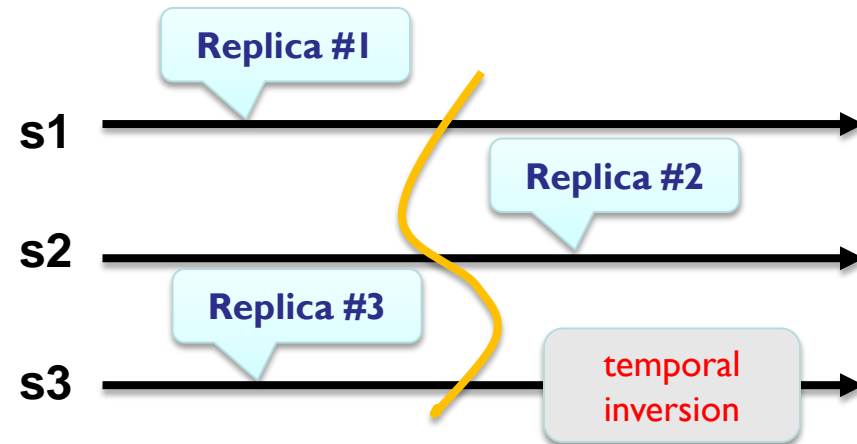 Replica #1
s1
Replica #2
s2
Replica #3
s3
temporal
inversion